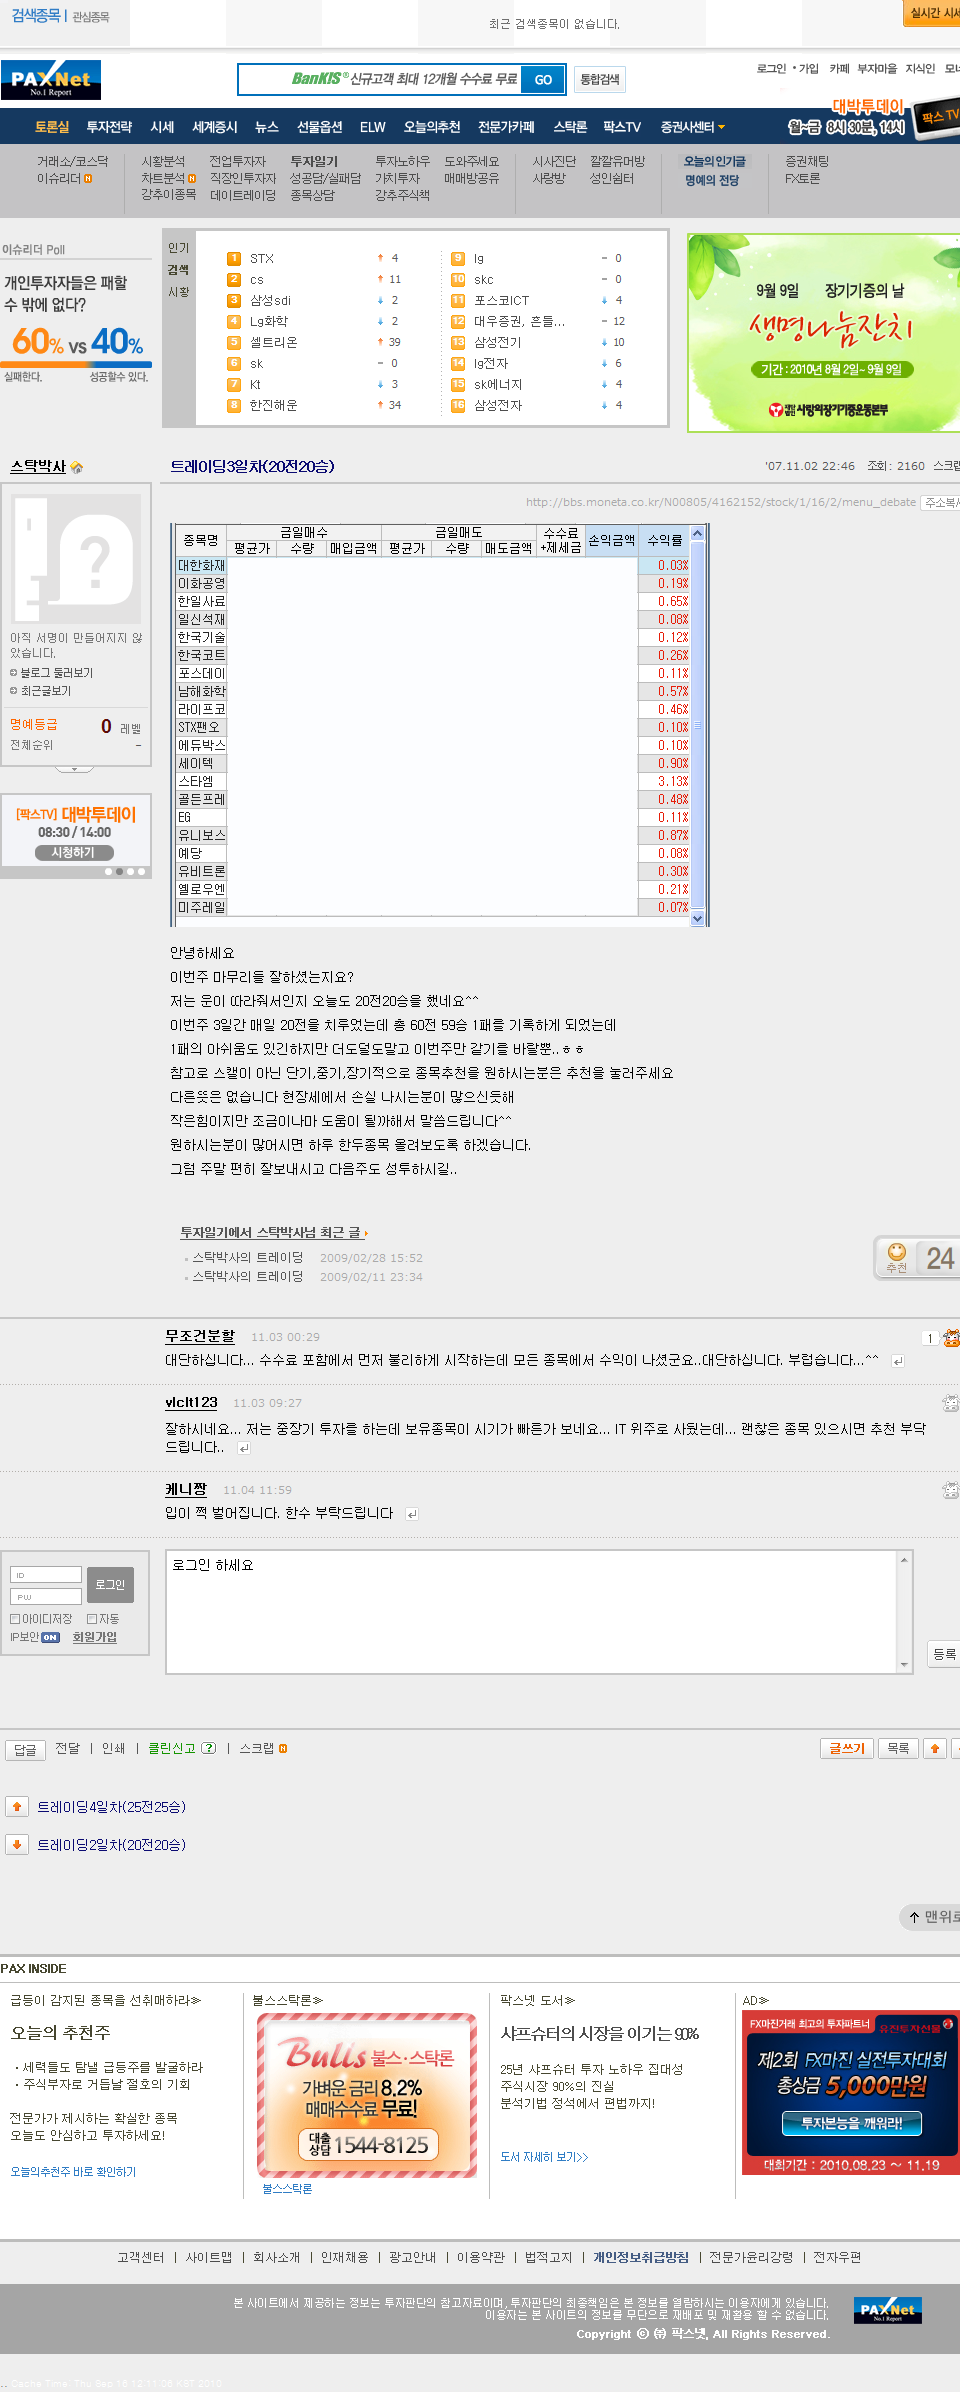 검색종목 | 관심종목
최근 검색종목이 없습니다.
실시간 시세
PAXNet
No.1 Report
BanKIS® 신규고객 최대 12개월 수수료 무료
GO
통합검색
로그인 • 가입 카페 부자마을 지식인 모네
토론실 투자전략 시세 세계증시 뉴스 선물옵션 ELW 오늘의추천 전문가카페 스탁론 팍스TV 증권사센터
대박투데이
월~금 8시 30분, 14시
팍스 TV
거래소/코스닥 시황분석 전업투자자 투자일기 투자노하우 도와주세요 시사진단 깔깔유머방 오늘의 인기글 증권채팅
이슈리더 N 차트분석 N 직장인투자자 성공담/실패담 가치투자 매매방공유 사랑방 성인쉼터 명예의 전당 FX토론
강추이종목 데이트레이딩 종목상담 강추주식책
이슈리더 Poll
개인투자자들은 패할
수 밖에 없다?
60% vs 40%
실패한다. 성공할수 있다.
인기
검색
시황
1 STX 4
2 cs 11
3 삼성sdi 2
4 Lg화학 2
5 셀트리온 39
6 sk - 0
7 Kt 3
8 한진해운 34
9 lg - 0
10 skc - 0
11 포스코ICT 4
12 대우증권, 흔들... - 12
13 삼성전기 10
14 lg전자 6
15 sk에너지 4
16 삼성전자 4
9월 9일 장기기증의 날
생명나눔잔치
기간 : 2010년 8월 2일~ 9월 9일
사랑의장기기증운동본부
스탁박사
트레이딩3일차(20전20승)
'07.11.02 22:46 조회: 2160 스크랩
http://bbs.moneta.co.kr/N00805/4162152/stock/1/16/2/menu_debate 주소복사
아직 서명이 만들어지지 않
았습니다.
블로그 둘러보기
최근글보기
명예등급 0 레벨
전체순위 -
[팍스TV] 대박투데이
08:30 / 14:00
시청하기
종목명 금일매수 금일매도 수수료+제세금 손익금액 수익률
평균가 수량 매입금액 평균가 수량 매도금액
대한화재 0.03%
이화공영 0.19%
한일사료 0.65%
일신석재 0.08%
한국기술 0.12%
한국코트 0.26%
포스데이 0.11%
남해화학 0.57%
라이프코 0.46%
STX팬오 0.10%
에듀박스 0.10%
세이텍 0.90%
스타엠 3.13%
골든프레 0.48%
EG 0.11%
유니보스 0.87%
예당 0.08%
유비트론 0.30%
옐로우엔 0.21%
미주레일 0.07%
안녕하세요
이번주 마무리들 잘하셨는지요?
저는 운이 따라줘서인지 오늘도 20전20승을 했네요^^
이번주 3일간 매일 20전을 치루었는데 총 60전 59승 1패를 기록하게 되었는데
1패의 아쉬움도 있긴하지만 더도덜도말고 이번주만 같기를 바랄뿐..ㅎㅎ
참고로 스캘이 아닌 단기,중기,장기적으로 종목추천을 원하시는분은 추천을 눌러주세요
다른뜻은 없습니다 현장세에서 손실 나시는분이 많으신듯해
작은힘이지만 조금이나마 도움이 될까해서 말씀드립니다^^
원하시는분이 많어시면 하루 한두종목 올려보도록 하겠습니다.
그럼 주말 편히 잘보내시고 다음주도 성투하시길..
투자일기에서 스탁박사님 최근 글
스탁박사의 트레이딩 2009/02/28 15:52
스탁박사의 트레이딩 2009/02/11 23:34
추천 24
무조건분할 11.03 00:29
1
대단하십니다... 수수료 포함에서 먼저 불리하게 시작하는데 모든 종목에서 수익이 나셨군요..대단하십니다. 부럽습니다...^^
vlclt123 11.03 09:27
잘하시네요... 저는 중장기 투자를 하는데 보유종목이 시기가 빠른가 보네요... IT 위주로 사뒀는데... 괜찮은 종목 있으시면 추천 부탁
드립니다..
케니짱 11.04 11:59
입이 쩍 벌어집니다. 한수 부탁드립니다
ID
PW
로그인
아이디저장 자동
IP보안 ON 회원가입
로그인 하세요
등록
답글 전달 | 인쇄 | 클린신고 ? | 스크랩 N
글쓰기 목록
트레이딩4일차(25전25승)
트레이딩2일차(20전20승)
맨위로
PAX INSIDE
급등이 감지된 종목을 선취매하라≫
오늘의 추천주
· 세력들도 탐낼 급등주를 발굴하라
· 주식부자로 거듭날 절호의 기회
전문가가 제시하는 확실한 종목
오늘도 안심하고 투자하세요!
오늘의추천주 바로 확인하기
불스스탁론≫
Bulls 불스·스탁론
가벼운 금리 8.2%
매매수수료 무료!
대출상담 1544-8125
불스스탁론
팍스넷 도서≫
샤프슈터의 시장을 이기는 90%
25년 샤프슈터 투자 노하우 집대성
주식시장 90%의 진실
분석기법 정석에서 편법까지!
도서 자세히 보기>>
AD≫
FX마진거래 최고의 투자파트너 유진투자선물
제2회 FX마진 실전투자대회
총상금 5,000만원
투자본능을 깨워라!
대회기간 : 2010.08.23 ~ 11.19
고객센터 | 사이트맵 | 회사소개 | 인재채용 | 광고안내 | 이용약관 | 법적고지 | 개인정보취급방침 | 전문가윤리강령 | 전자우편
본 사이트에서 제공하는 정보는 투자판단의 참고자료이며, 투자판단의 최종책임은 본 정보를 열람하시는 이용자에게 있습니다.
이용자는 본 사이트의 정보를 무단으로 재배포 및 재활용 할 수 없습니다.
Copyright ⓒ ㈜ 팍스넷, All Rights Reserved.
PAXNet
No.1 Report